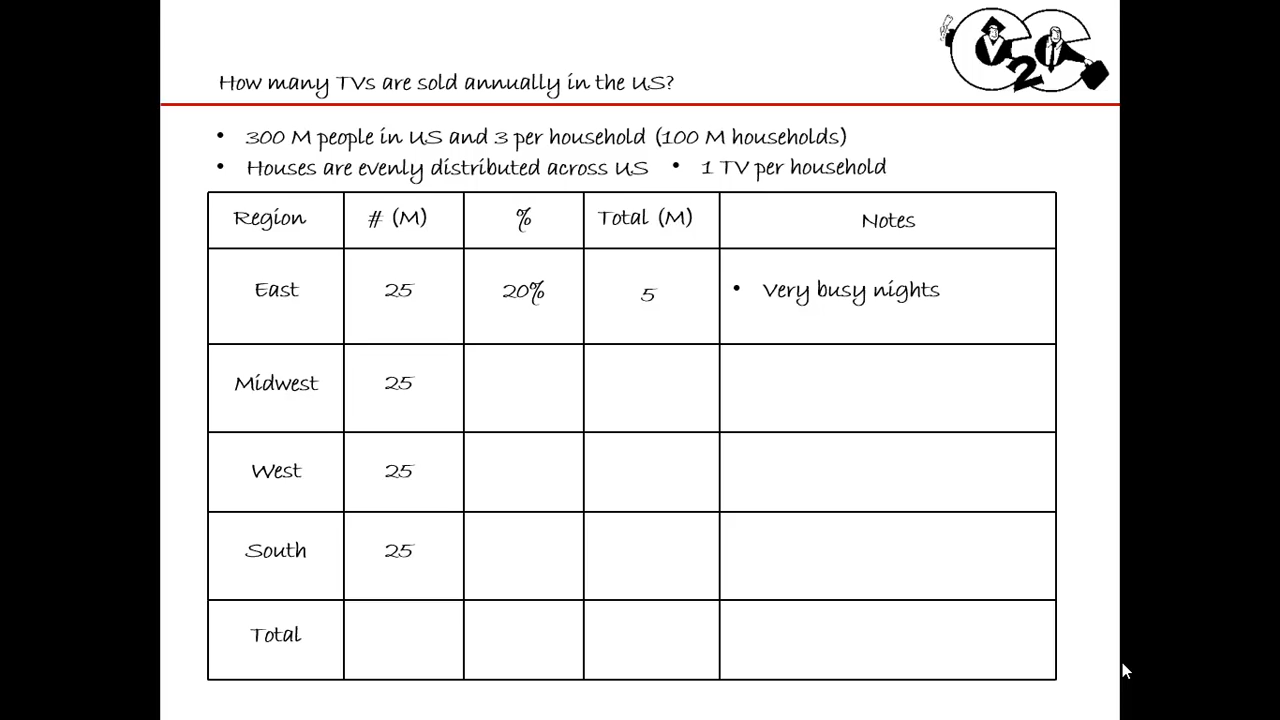 How many TVs are sold annually in the US?
• 300 M people in US and 3 per household (100 M households)
• Houses are evenly distributed across US • 1 TV per household
Region # (M) % Total (M) Notes
East 25 20% 5 • Very busy nights
Midwest 25
West 25
South 25
Total